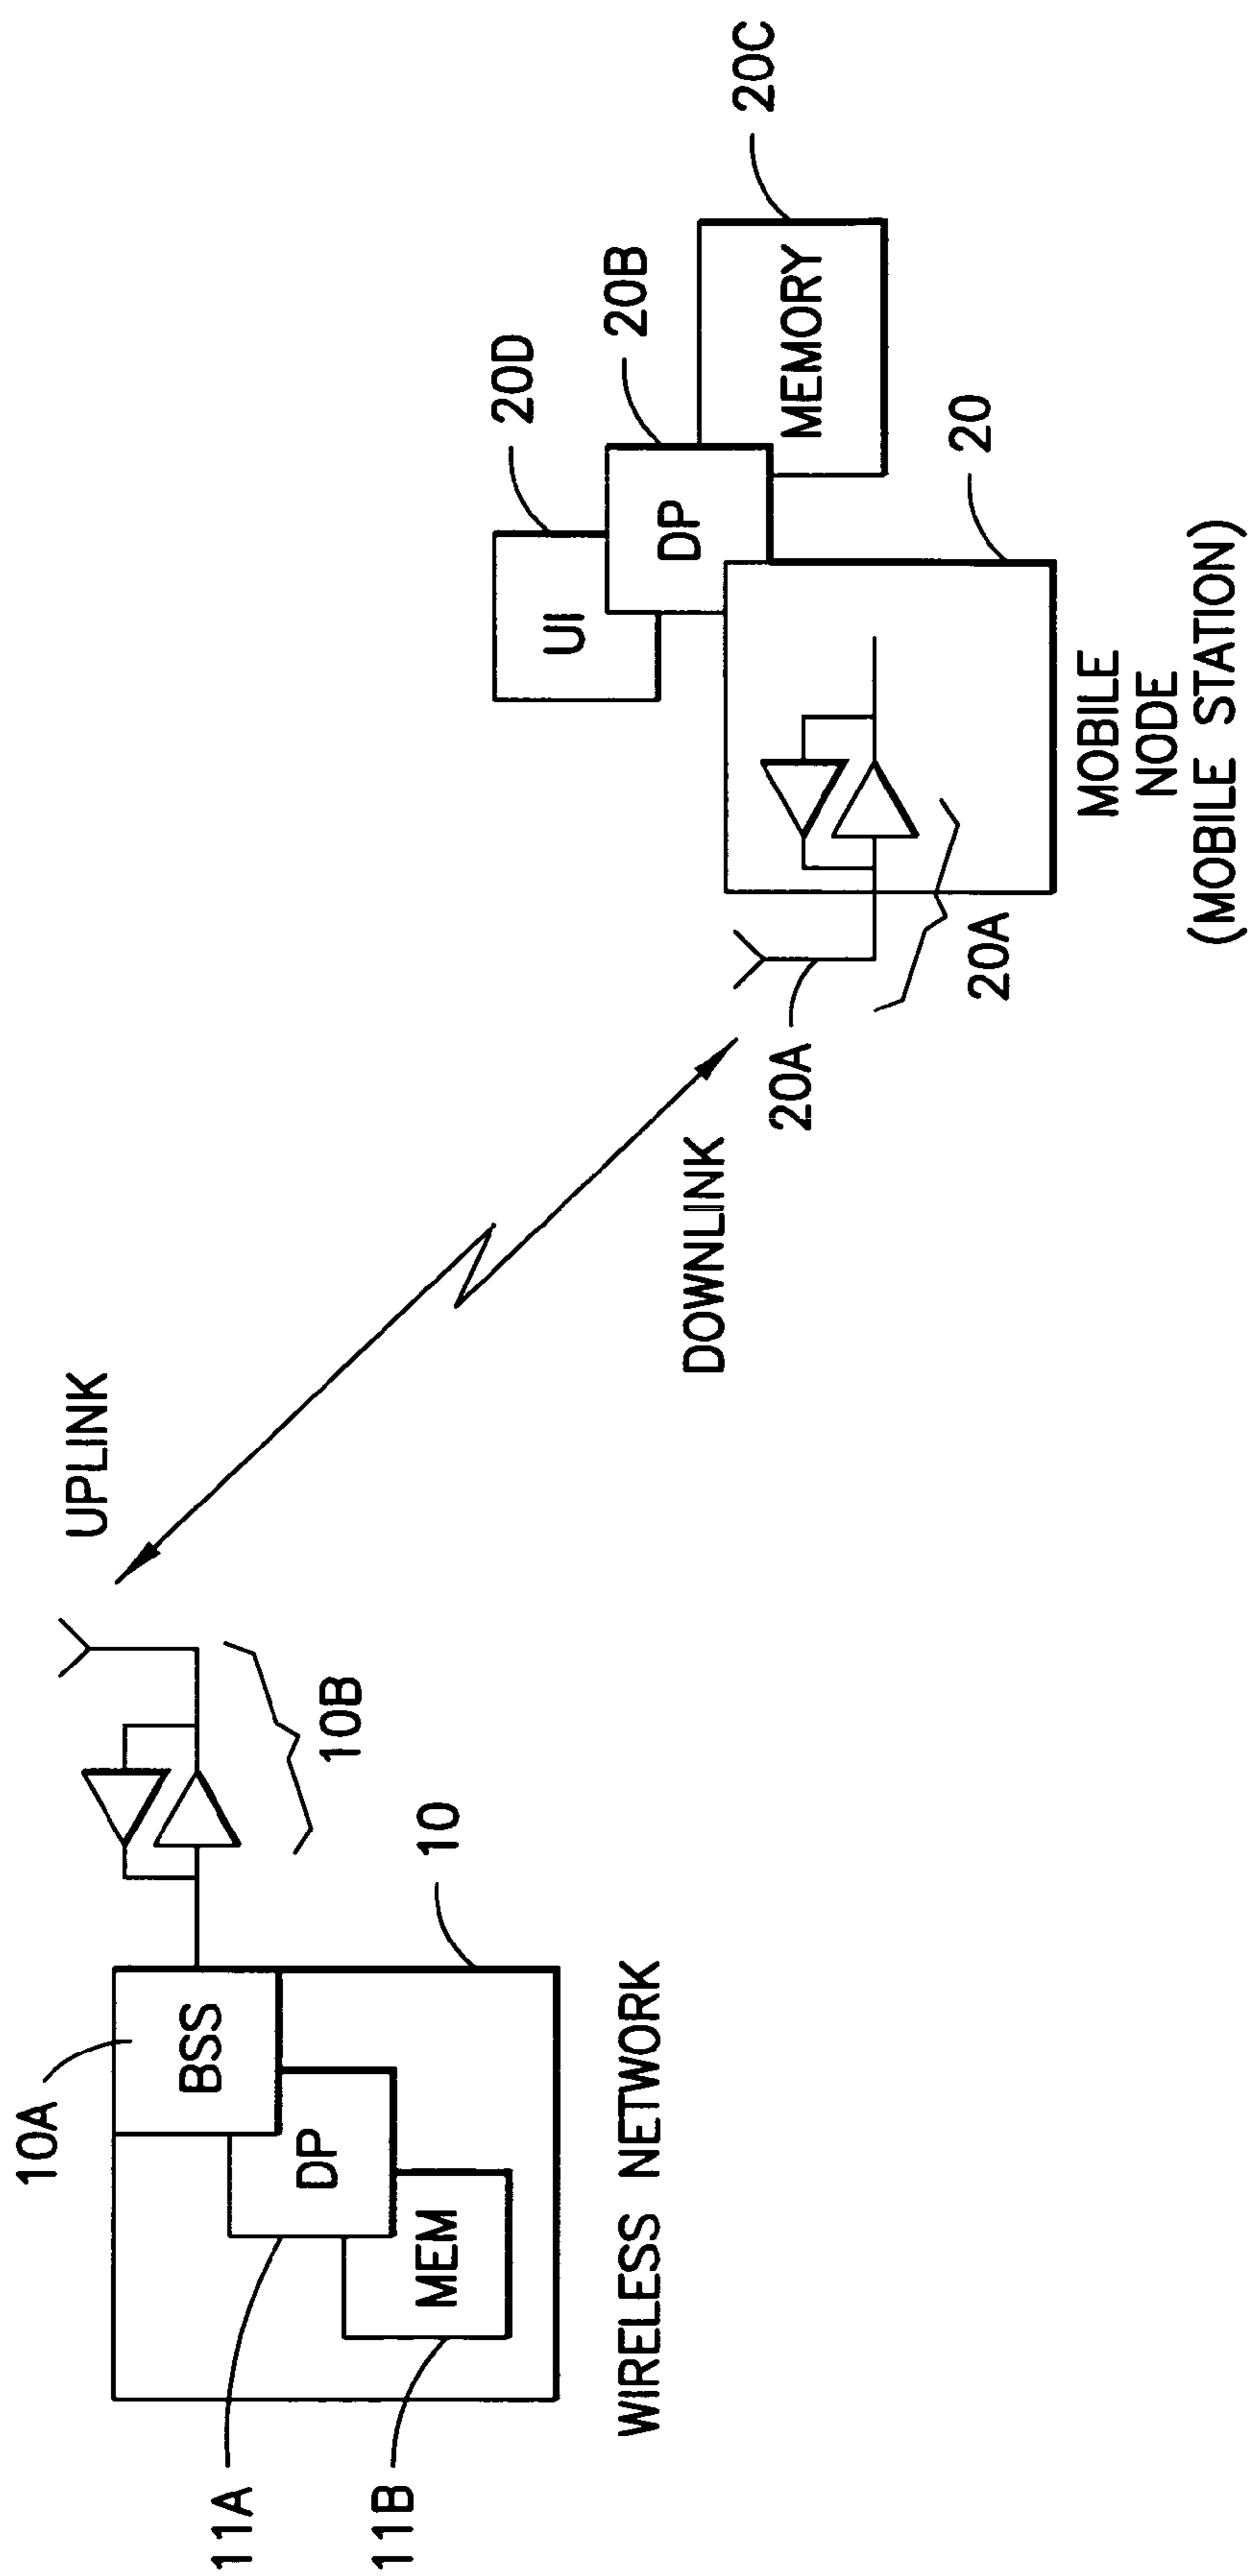 10A
BSS
DP
MEM
11A
11B
10
10B
WIRELESS NETWORK
UPLINK
DOWNLINK
20A
20A
UI
20D
DP
20B
MEMORY
20C
20
MOBILE
NODE
(MOBILE STATION)